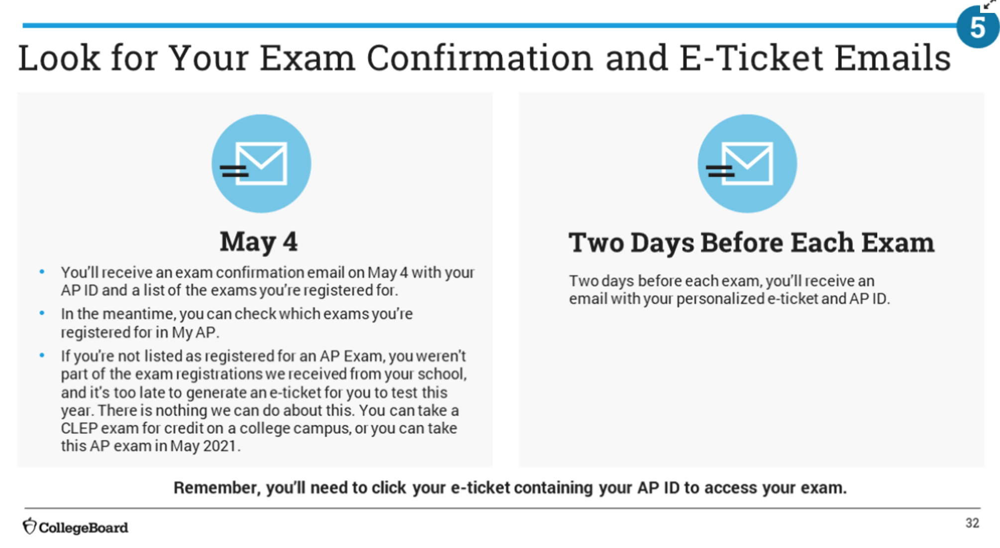 5
Look for Your Exam Confirmation and E-Ticket Emails
May 4
• You'll receive an exam confirmation email on May 4 with your
AP ID and a list of the exams you're registered for.
• In the meantime, you can check which exams you're
registered for in My AP.
• If you're not listed as registered for an AP Exam, you weren't
part of the exam registrations we received from your school,
and it's too late to generate an e-ticket for you to test this
year. There is nothing we can do about this. You can take a
CLEP exam for credit on a college campus, or you can take
this AP exam in May 2021.
Two Days Before Each Exam
Two days before each exam, you'll receive an
email with your personalized e-ticket and AP ID.
Remember, you'll need to click your e-ticket containing your AP ID to access your exam.
CollegeBoard
32